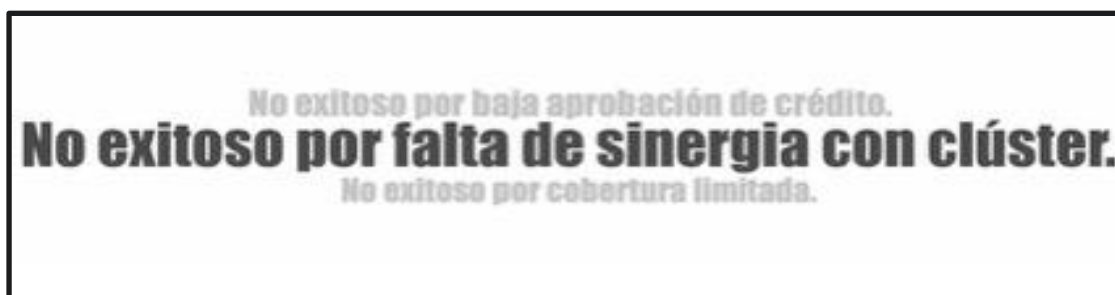 No exitoso por baja aprobación de crédito.
No exitoso por falta de sinergia con clúster.
No exitoso por cobertura limitada.